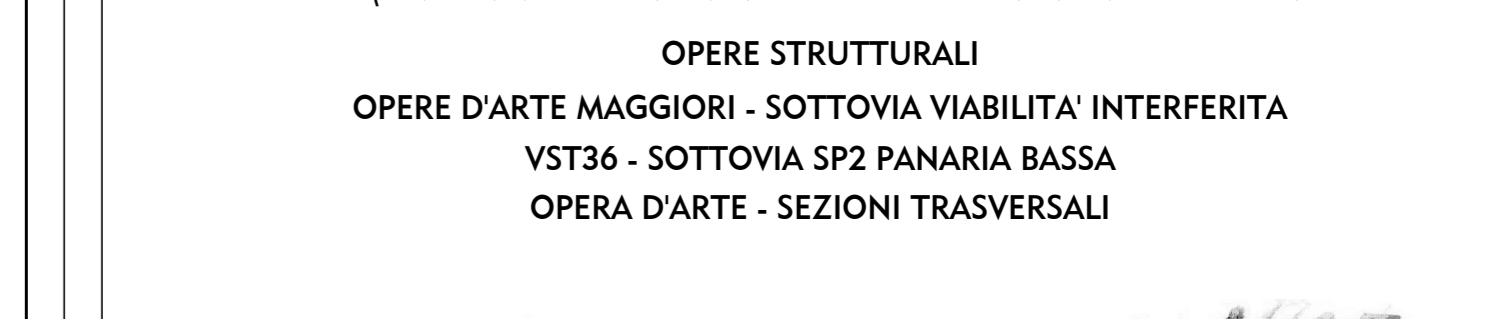 OPERE STRUTTURALI
OPERE D'ARTE MAGGIORI - SOTTOVIA VIABILITA' INTERFERITA
VST36 - SOTTOVIA SP2 PANARIA BASSA
OPERA D'ARTE - SEZIONI TRASVERSALI